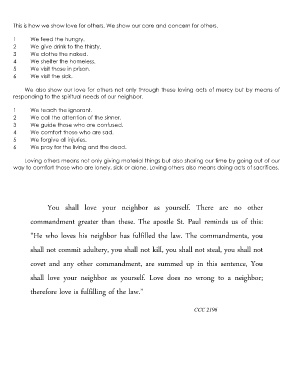 This is how we show love for others. We show our care and concern for others.
1 We feed the hungry.
2 We give drink to the thirsty.
3 We clothe the naked.
4 We shelter the homeless.
5 We visit those in prison.
6 We visit the sick.
We also show our love for others not only through these loving acts of mercy but by means of
responding to the spiritual needs of our neighbor.
1 We teach the ignorant.
2 We call the attention of the sinner.
3 We guide those who are confused.
4 We comfort those who are sad.
5 We forgive all injuries.
6 We pray for the living and the dead.
Loving others means not only giving material things but also sharing our time by going out of our
way to comfort those who are lonely, sick or alone. Loving others also means doing acts of sacrifices.
You shall love your neighbor as yourself. There are no other
commandment greater than these. The apostle St. Paul reminds us of this:
"He who loves his neighbor has fulfilled the law. The commandments, you
shall not commit adultery, you shall not kill, you shall not steal, you shall not
covet and any other commandment, are summed up in this sentence, You
shall love your neighbor as yourself. Love does no wrong to a neighbor;
therefore love is fulfilling of the law."
CCC 2196